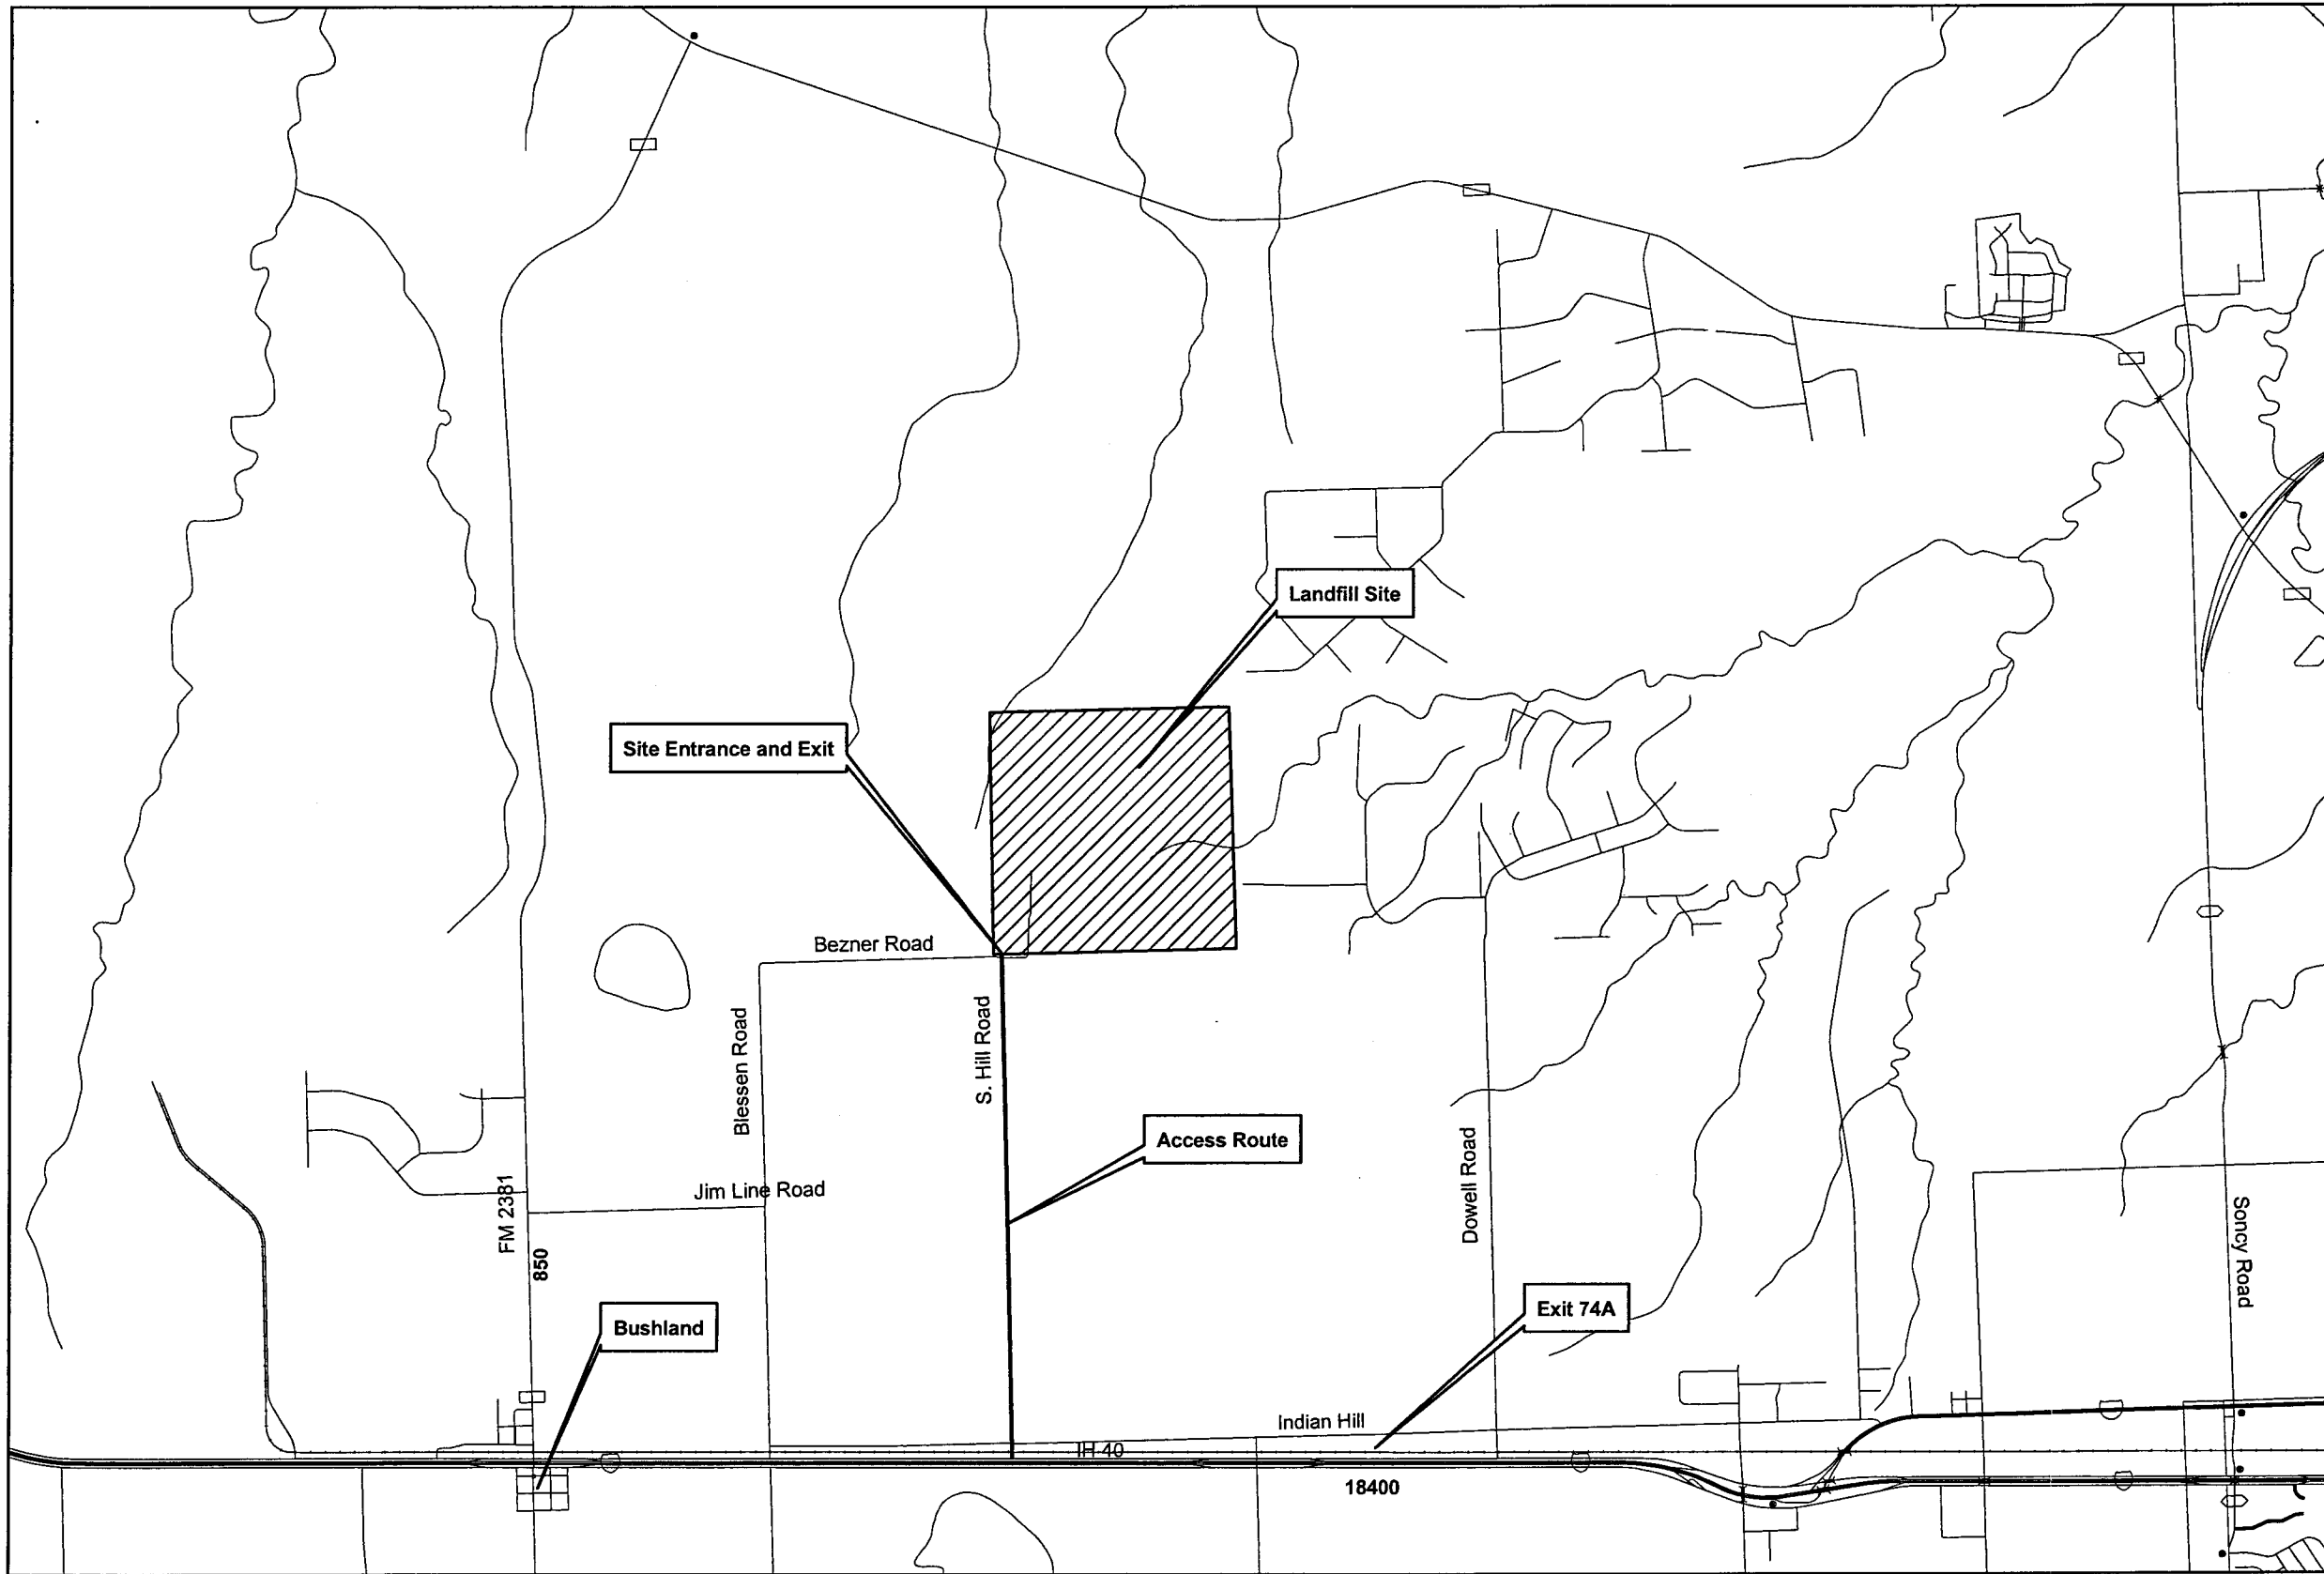 Landfill Site
Site Entrance and Exit
Bezner Road
Blessen Road
S. Hill Road
Access Route
Dowell Road
Jim Line Road
FM 2381
850
Soncy Road
Exit 74A
Bushland
Indian Hill
IH 40
18400